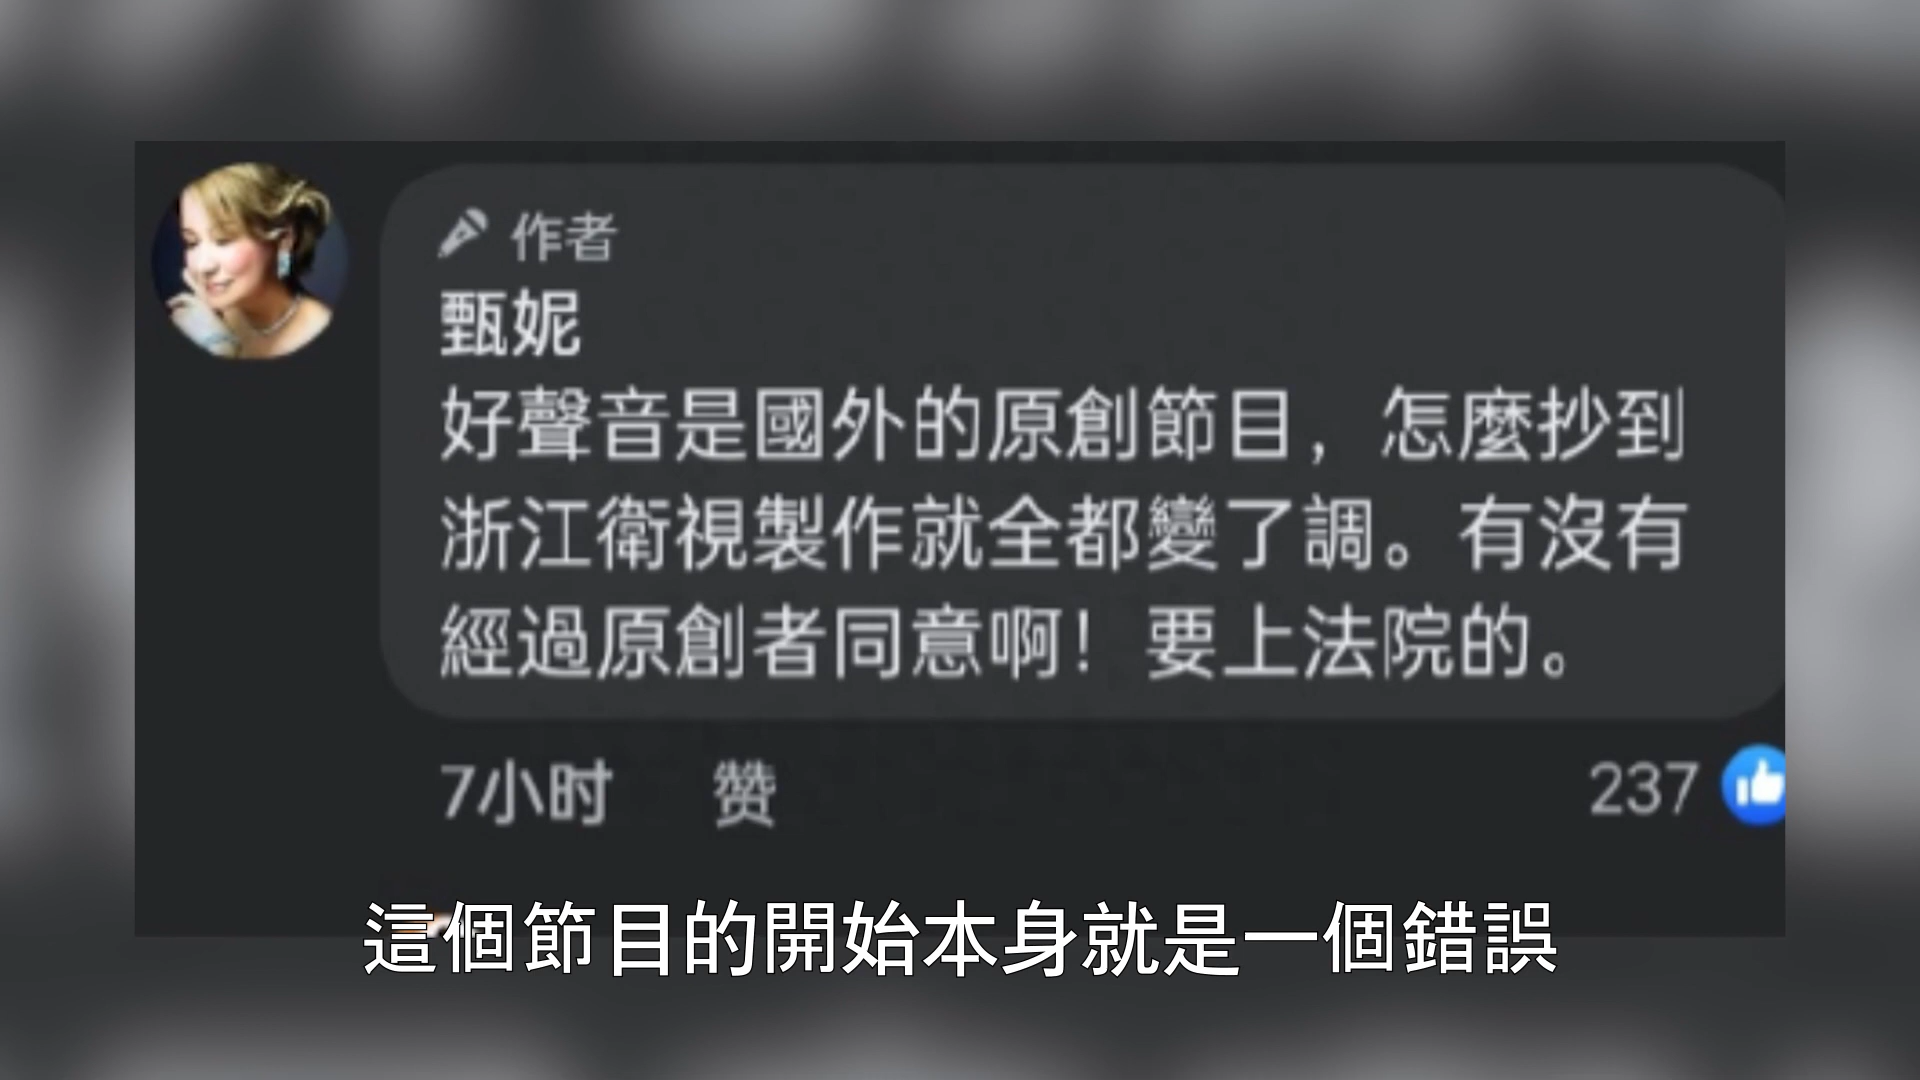 作者
甄妮
好聲音是國外的原創節目，怎麼抄到
浙江衛視製作就全都變了調。有沒有
經過原創者同意啊！要上法院的。
7小时 赞 237
這個節目的開始本身就是一個錯誤